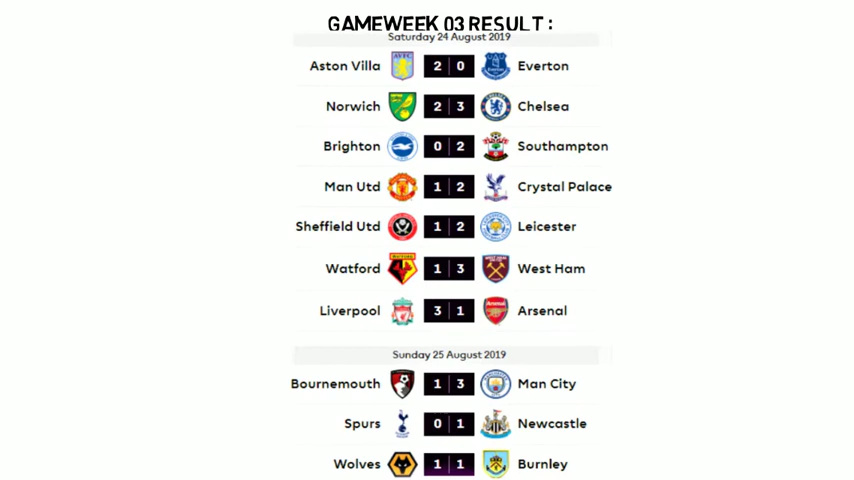 GAMEWEEK 03 RESULT :
Saturday 24 August 2019
Aston Villa AVFC 2 0 Everton Everton
Norwich 2 3 Chelsea
Brighton 0 2 Southampton
Man Utd 1 2 Crystal Palace
Sheffield Utd 1 2 Leicester
Watford 1 3 West Ham
Liverpool 3 1 Arsenal Arsenal
Sunday 25 August 2019
Bournemouth 1 3 Man City
Spurs 0 1 Newcastle
Wolves 1 1 Burnley